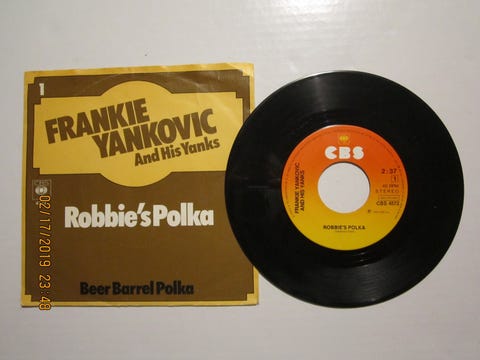 1
FRANKIE
YANKOVIC
And His Yanks
CBS
Robbie's Polka
Beer Barrel Polka
02/17/2019 23:48
CBS
2:37
1
STEREO
FRANKIE YANKOVIC
AND HIS YANKS
ROBBIE'S POLKA